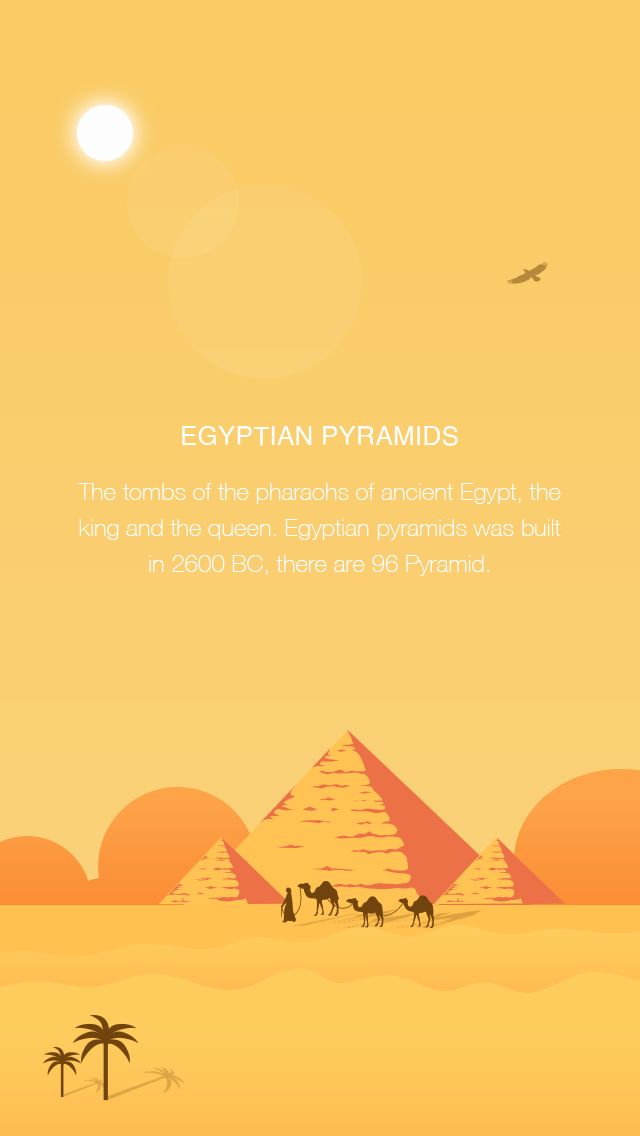 EGYPTIAN PYRAMIDS
The tombs of the pharaohs of ancient Egypt, the
king and the queen. Egyptian pyramids was built
in 2600 BC, there are 96 Pyramid.